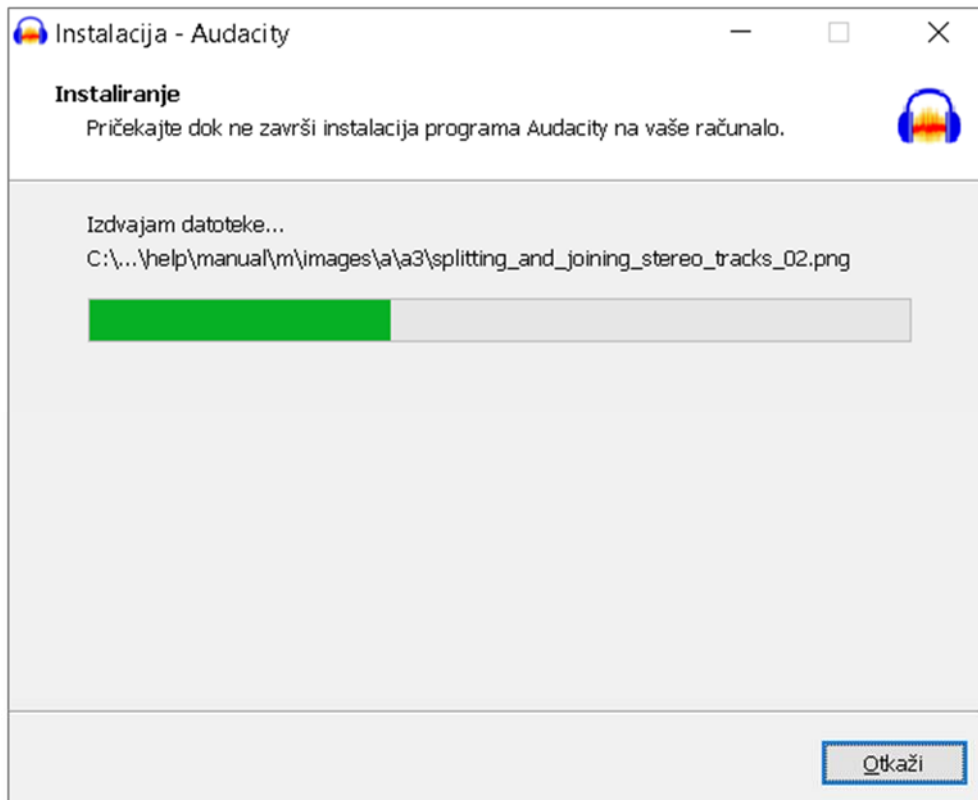 Instalacija - Audacity
Instaliranje
Pričekajte dok ne završi instalacija programa Audacity na vaše računalo.
Izdvajam datoteke...
C:\...\help\manual\m\images\a\a3\splitting_and_joining_stereo_tracks_02.png
Otkaži